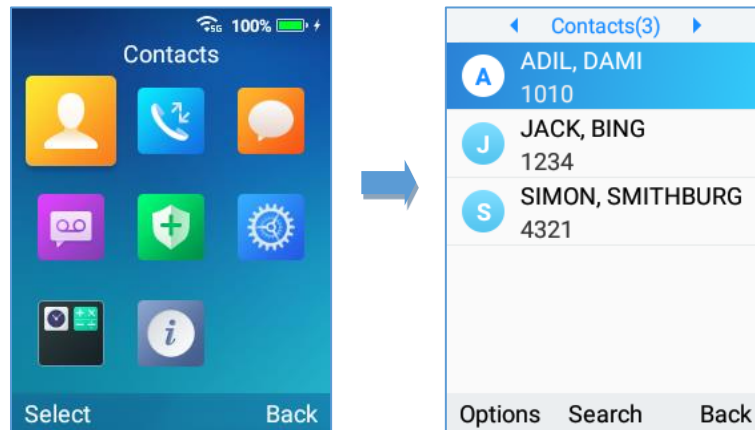 5G 100%
Contacts
i
Select Back
Contacts(3)
A ADIL, DAMI
1010
J JACK, BING
1234
S SIMON, SMITHBURG
4321
Options Search Back